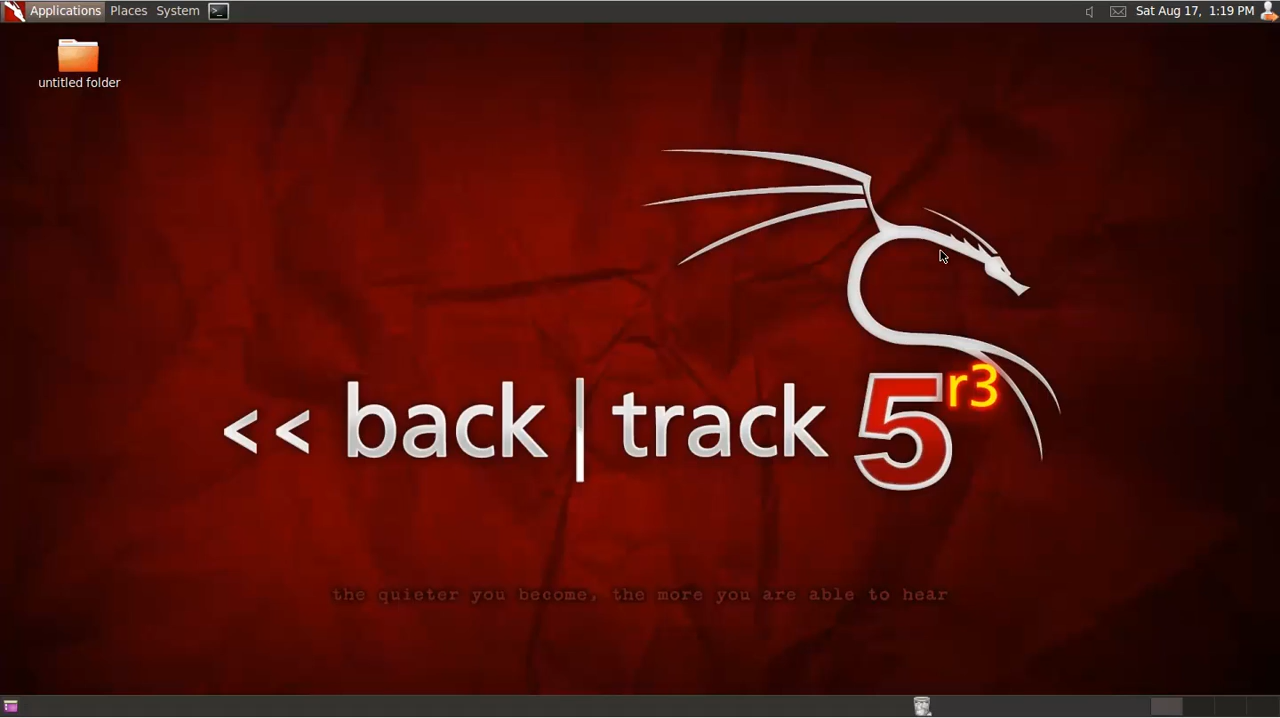 Applications Places System Sat Aug 17, 1:19 PM
untitled folder
<< back | track 5 r3
the quieter you become, the more you are able to hear